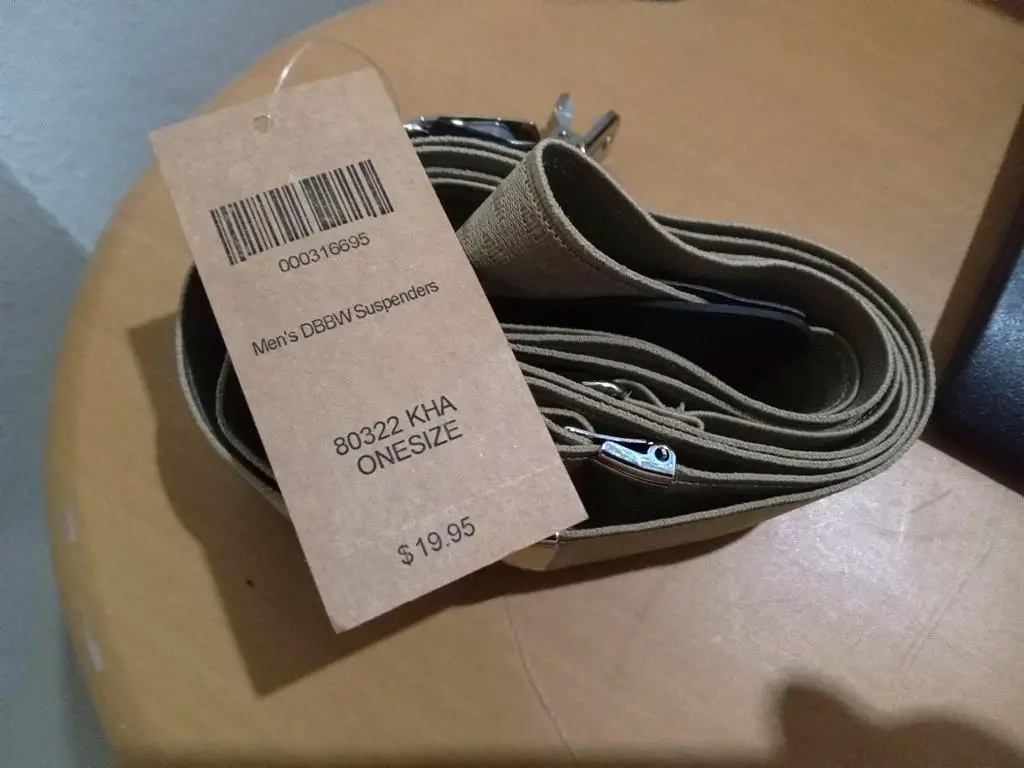 000316695
Men's DBBW Suspenders
80322 KHA
ONESIZE
$19.95